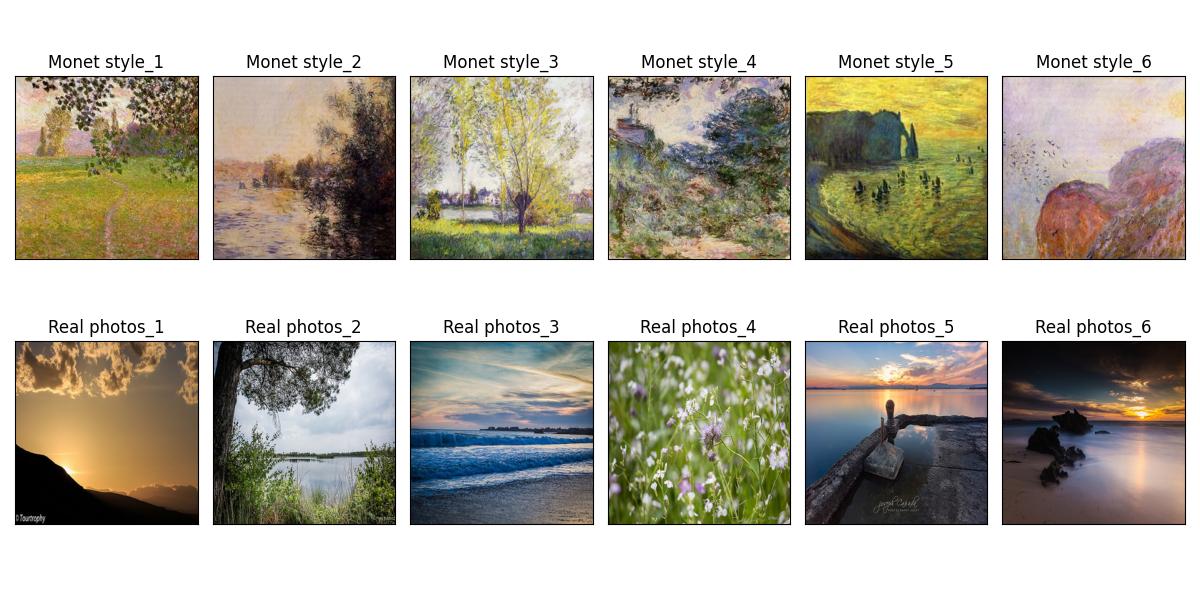 Monet style_1
Monet style_2
Monet style_3
Monet style_4
Monet style_5
Monet style_6
Real photos_1
Real photos_2
Real photos_3
Real photos_4
Real photos_5
Real photos_6
© Tourtrophy